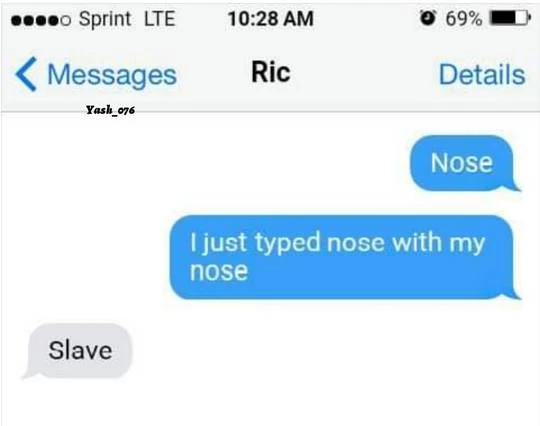 Sprint LTE 10:28 AM 69%
Messages Ric Details
Yash_076
Nose
I just typed nose with my
nose
Slave